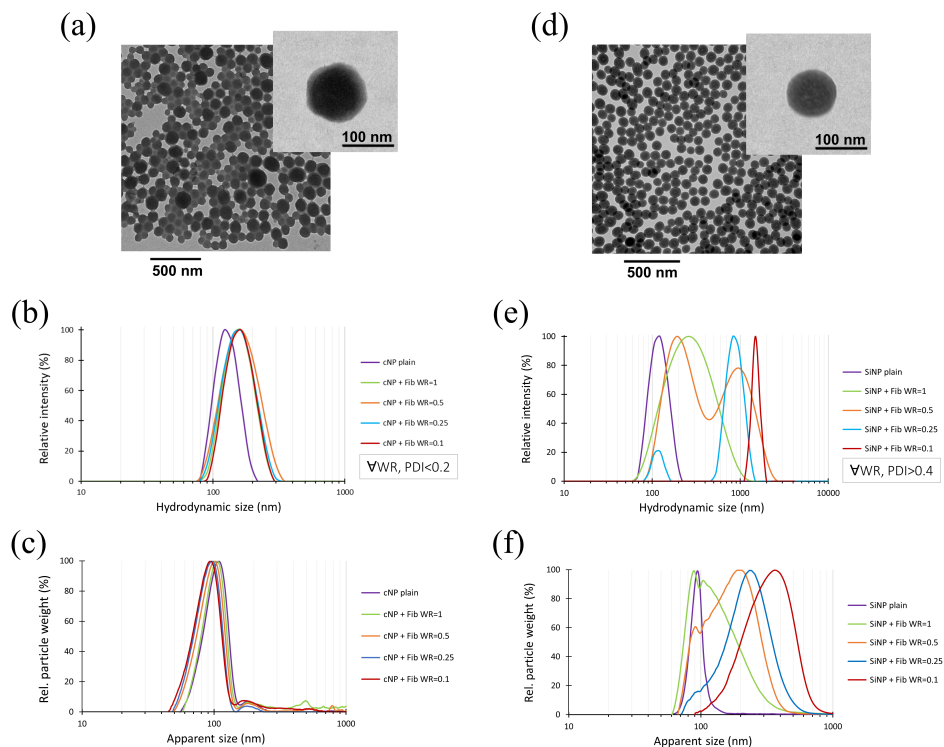 (a)
100 nm
500 nm
(d)
100 nm
500 nm
(b)
Relative intensity (%)
100
80
60
40
20
0
10
100
1000
Hydrodynamic size (nm)
cNP plain
cNP + Fib WR=1
cNP + Fib WR=0.5
cNP + Fib WR=0.25
cNP + Fib WR=0.1
∀WR, PDI<0.2
(e)
Relative intensity (%)
100
80
60
40
20
0
10
100
1000
10000
Hydrodynamic size (nm)
SiNP plain
SiNP + Fib WR=1
SiNP + Fib WR=0.5
SiNP + Fib WR=0.25
SiNP + Fib WR=0.1
∀WR, PDI>0.4
(c)
Rel. particle weight (%)
100
80
60
40
20
0
10
100
1000
Apparent size (nm)
cNP plain
cNP + Fib WR=1
cNP + Fib WR=0.5
cNP + Fib WR=0.25
cNP + Fib WR=0.1
(f)
Rel. particle weight (%)
100
80
60
40
20
0
10
100
1000
Apparent size (nm)
SiNP plain
SiNP + Fib WR=1
SiNP + Fib WR=0.5
SiNP + Fib WR=0.25
SiNP + Fib WR=0.1